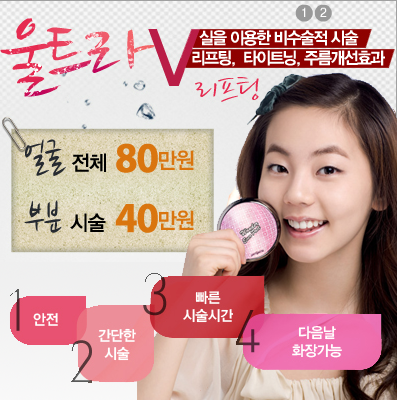 1 2
울트라 V
실을 이용한 비수술적 시술
리프팅, 타이트닝, 주름개선효과
리프팅
얼굴 전체 80만원
부분 시술 40만원
1 안전
2 간단한
시술
3 빠른
시술시간
4 다음날
화장가능